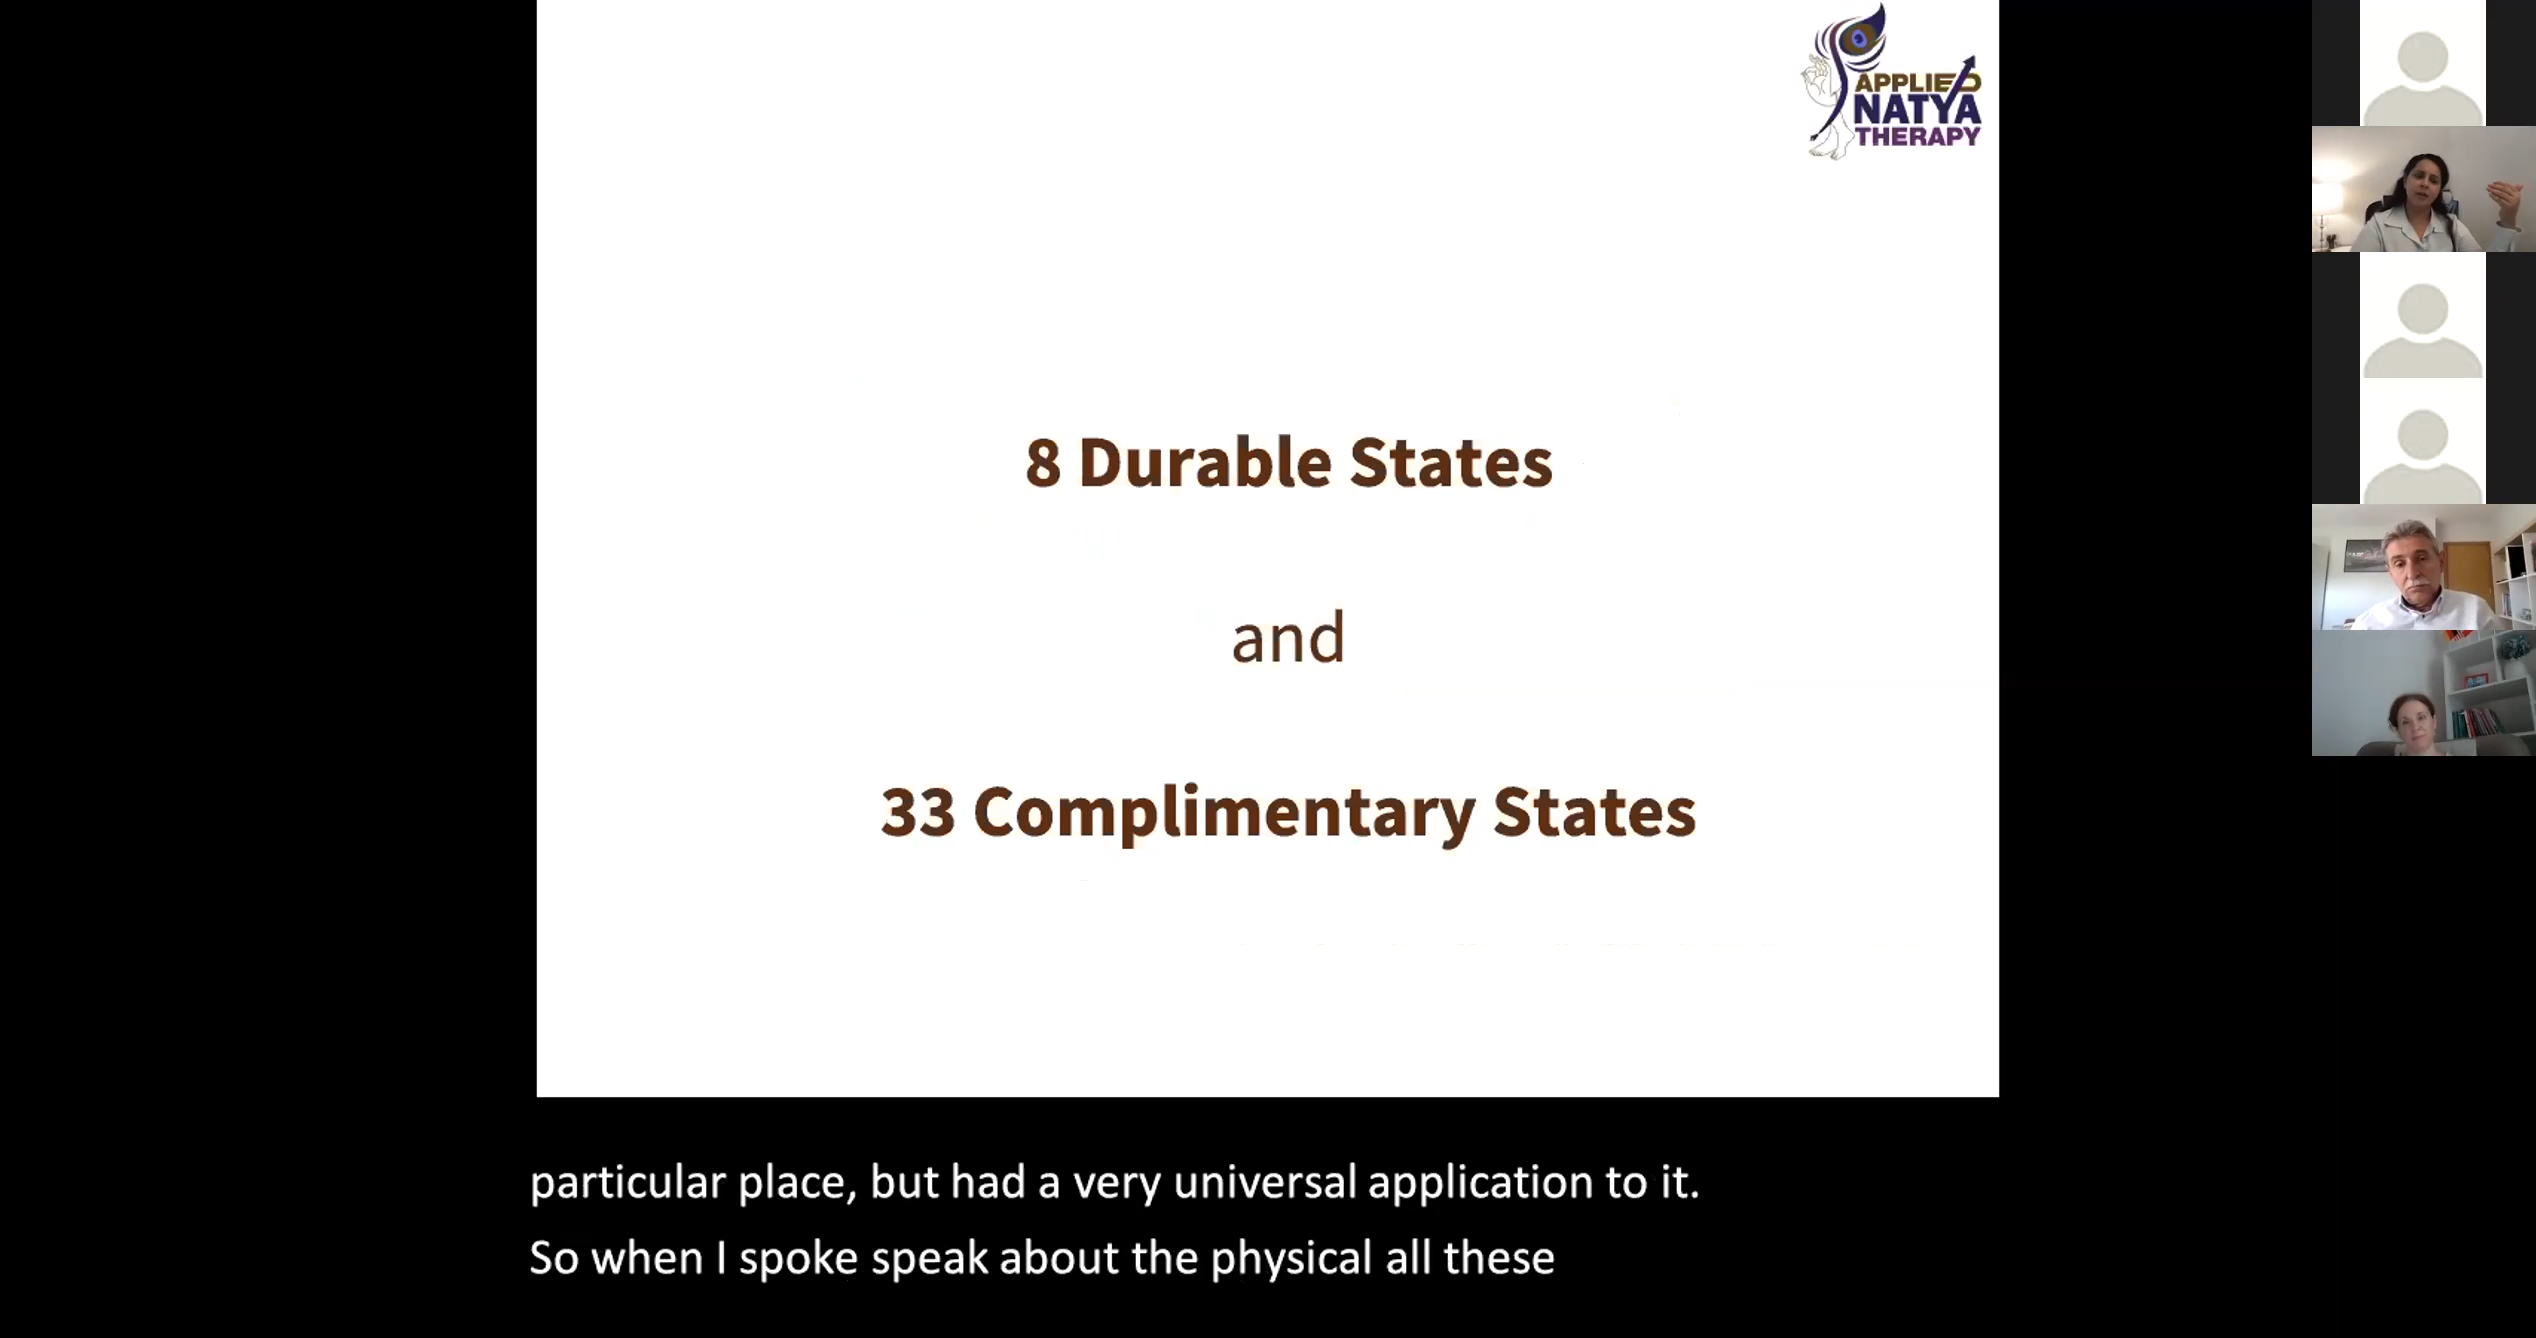 APPLIED
NATYA
THERAPY
8 Durable States
and
33 Complimentary States
particular place, but had a very universal application to it.
So when I spoke speak about the physical all these